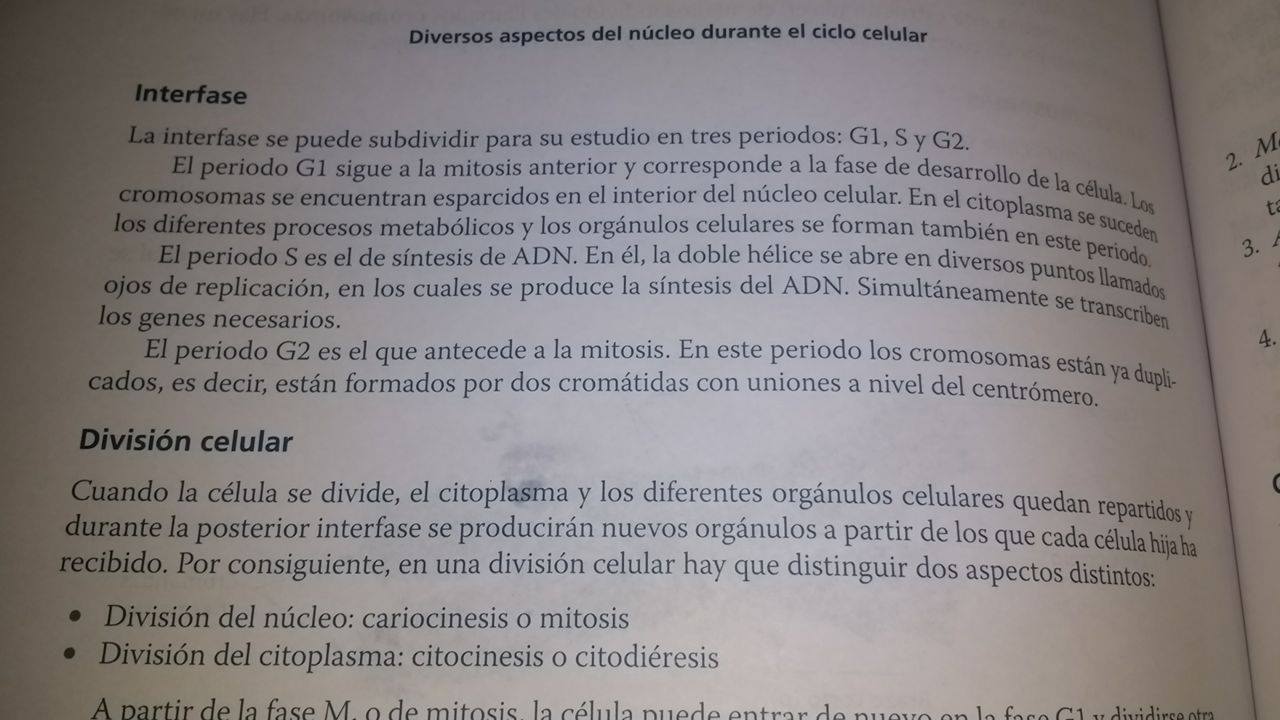 Diversos aspectos del núcleo durante el ciclo celular
Interfase
La interfase se puede subdividir para su estudio en tres periodos: G1, S y G2.
El periodo G1 sigue a la mitosis anterior y corresponde a la fase de desarrollo de la célula. Los
cromosomas se encuentran esparcidos en el interior del núcleo celular. En el citoplasma se suceden
los diferentes procesos metabólicos y los orgánulos celulares se forman también en este periodo.
El periodo S es el de síntesis de ADN. En él, la doble hélice se abre en diversos puntos llamados
ojos de replicación, en los cuales se produce la síntesis del ADN. Simultáneamente se transcriben
los genes necesarios.
El periodo G2 es el que antecede a la mitosis. En este periodo los cromosomas están ya dupli-
cados, es decir, están formados por dos cromátidas con uniones a nivel del centrómero.
División celular
Cuando la célula se divide, el citoplasma y los diferentes orgánulos celulares quedan repartidos y
durante la posterior interfase se producirán nuevos orgánulos a partir de los que cada célula hija ha
recibido. Por consiguiente, en una división celular hay que distinguir dos aspectos distintos:
• División del núcleo: cariocinesis o mitosis
• División del citoplasma: citocinesis o citodiéresis
A partir de la fase M, o de mitosis, la célula puede entrar de nuevo en la fase G1 y dividirse otra
2.
3.
4.